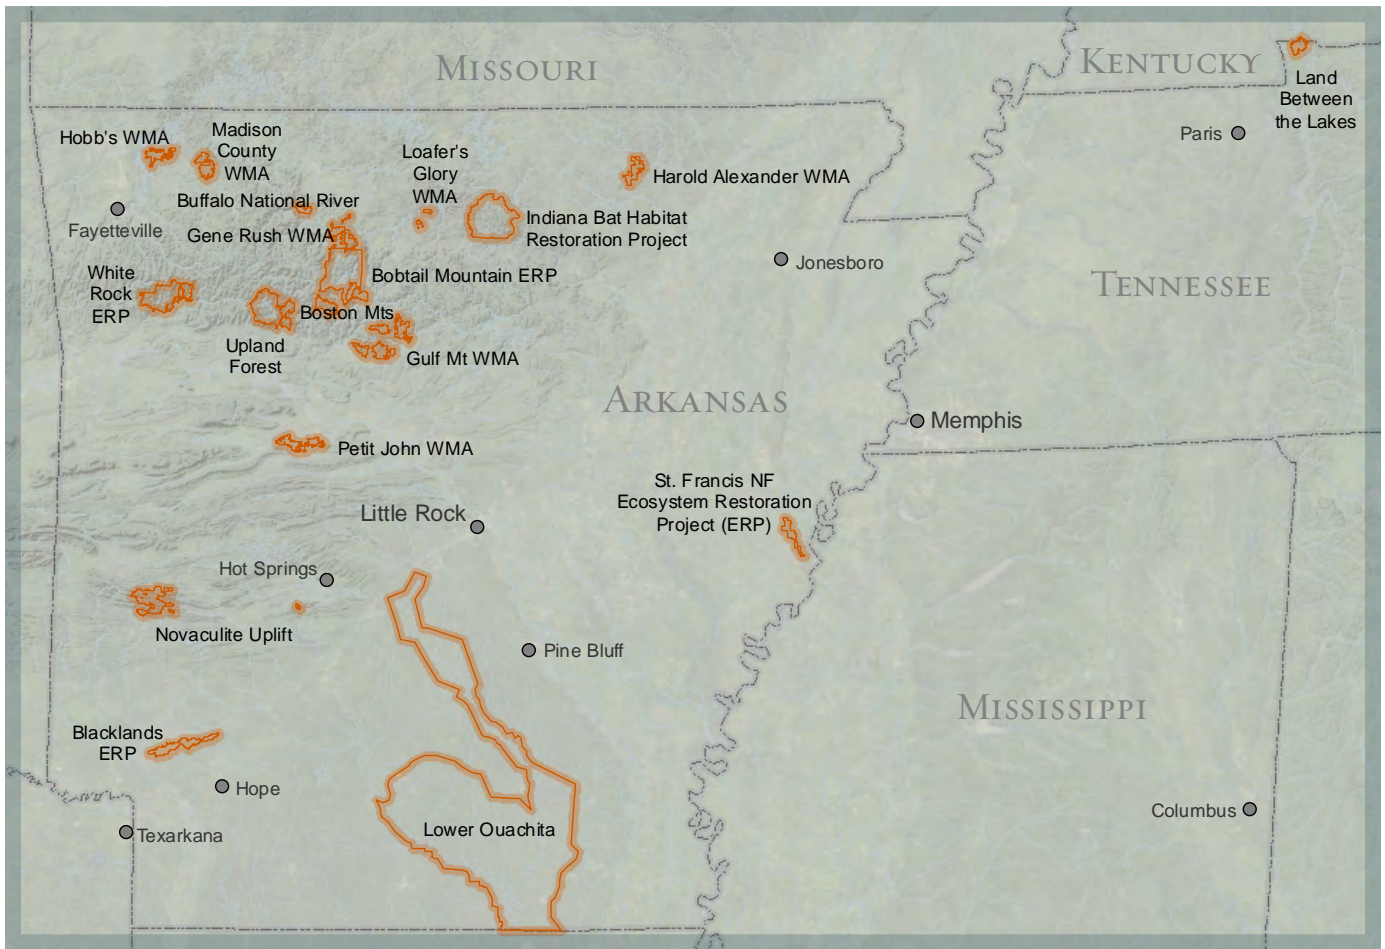 MISSOURI
KENTUCKY
Land
Between
the Lakes
Paris
Hobb's WMA
Madison
County
WMA
Loafer's
Glory
WMA
Harold Alexander WMA
Buffalo National River
Fayetteville
Gene Rush WMA
Indiana Bat Habitat
Restoration Project
Jonesboro
White
Rock
ERP
Bobtail Mountain ERP
TENNESSEE
Boston Mts
Upland
Forest
Gulf Mt WMA
ARKANSAS
Memphis
Petit John WMA
St. Francis NF
Ecosystem Restoration
Project (ERP)
Little Rock
Hot Springs
Novaculite Uplift
Pine Bluff
MISSISSIPPI
Blacklands
ERP
Hope
Columbus
Texarkana
Lower Ouachita